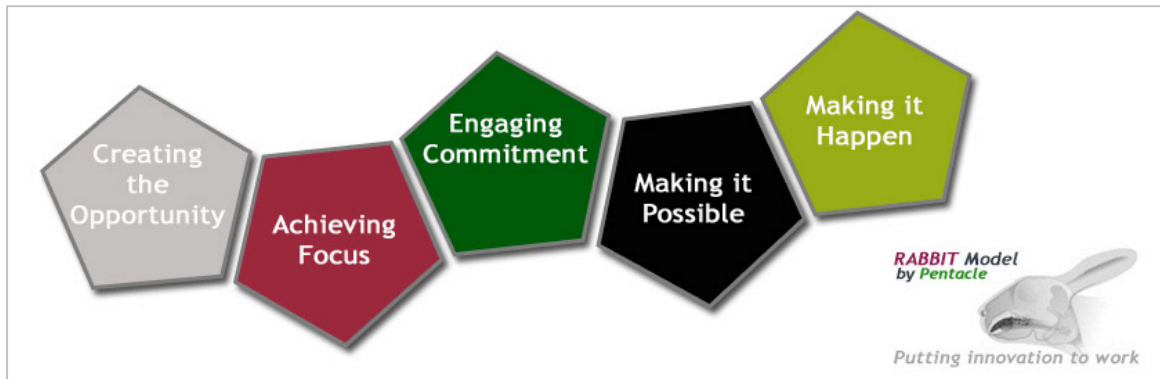 Creating
the
Opportunity
Achieving
Focus
Engaging
Commitment
Making it
Possible
Making it
Happen
RABBIT Model
by Pentacle
Putting innovation to work